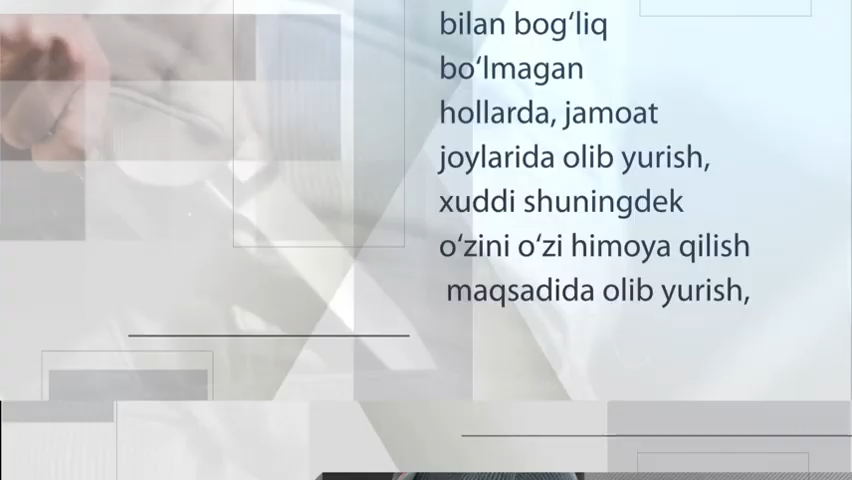 bilan bog‘liq
bo‘lmagan
hollarda, jamoat
joylarida olib yurish,
xuddi shuningdek
o‘zini o‘zi himoya qilish
maqsadida olib yurish,